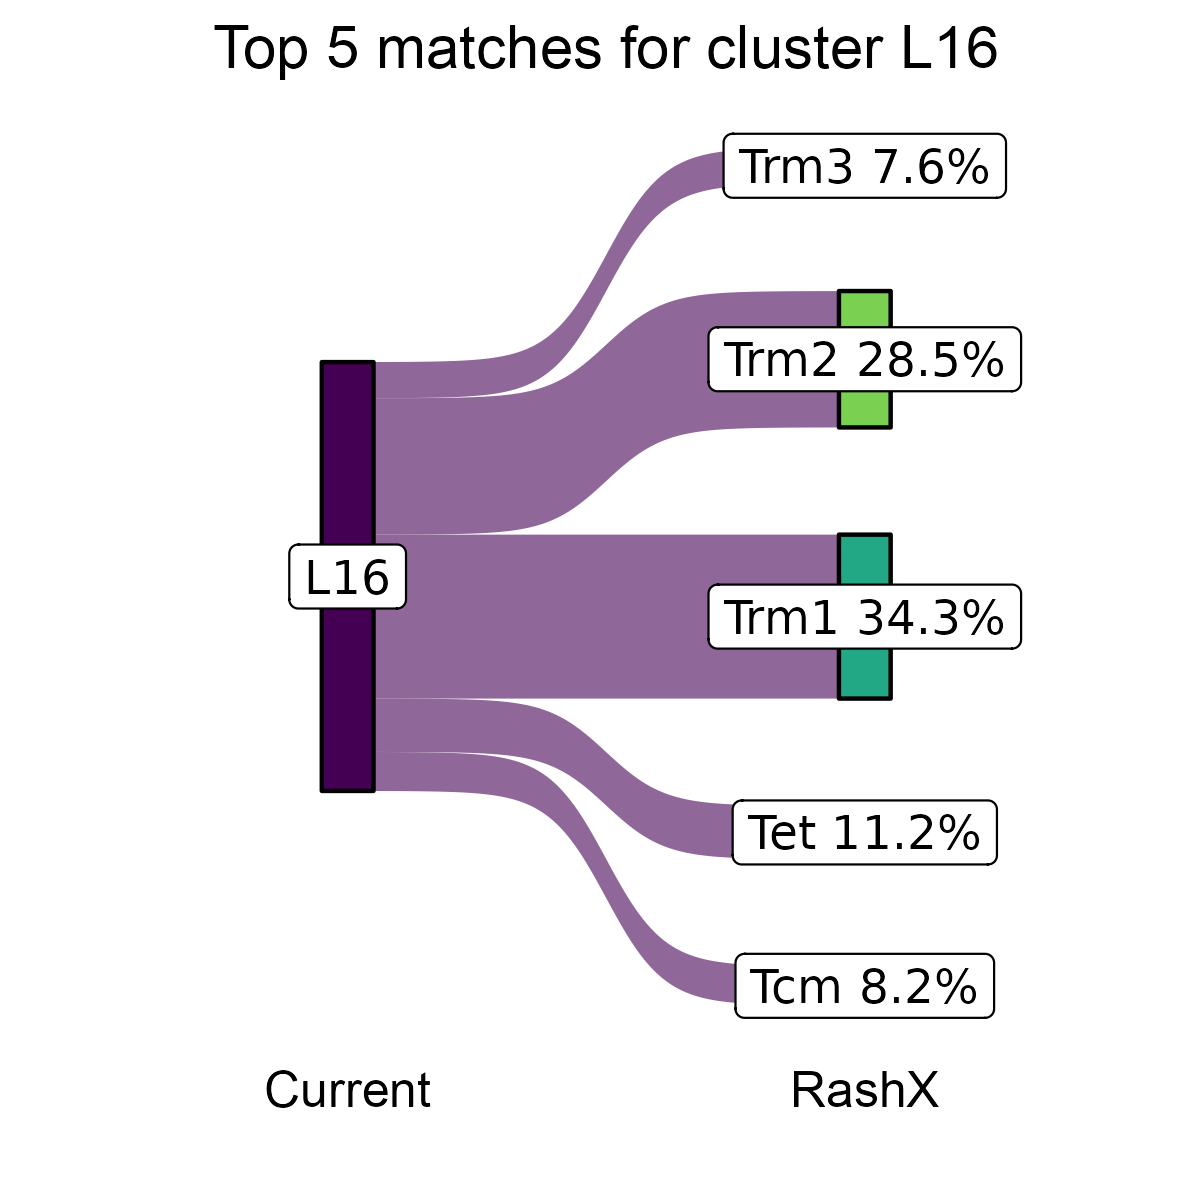 Top 5 matches for cluster L16
Trm3 7.6%
Trm2 28.5%
L16
Trm1 34.3%
Tet 11.2%
Tcm 8.2%
Current
RashX